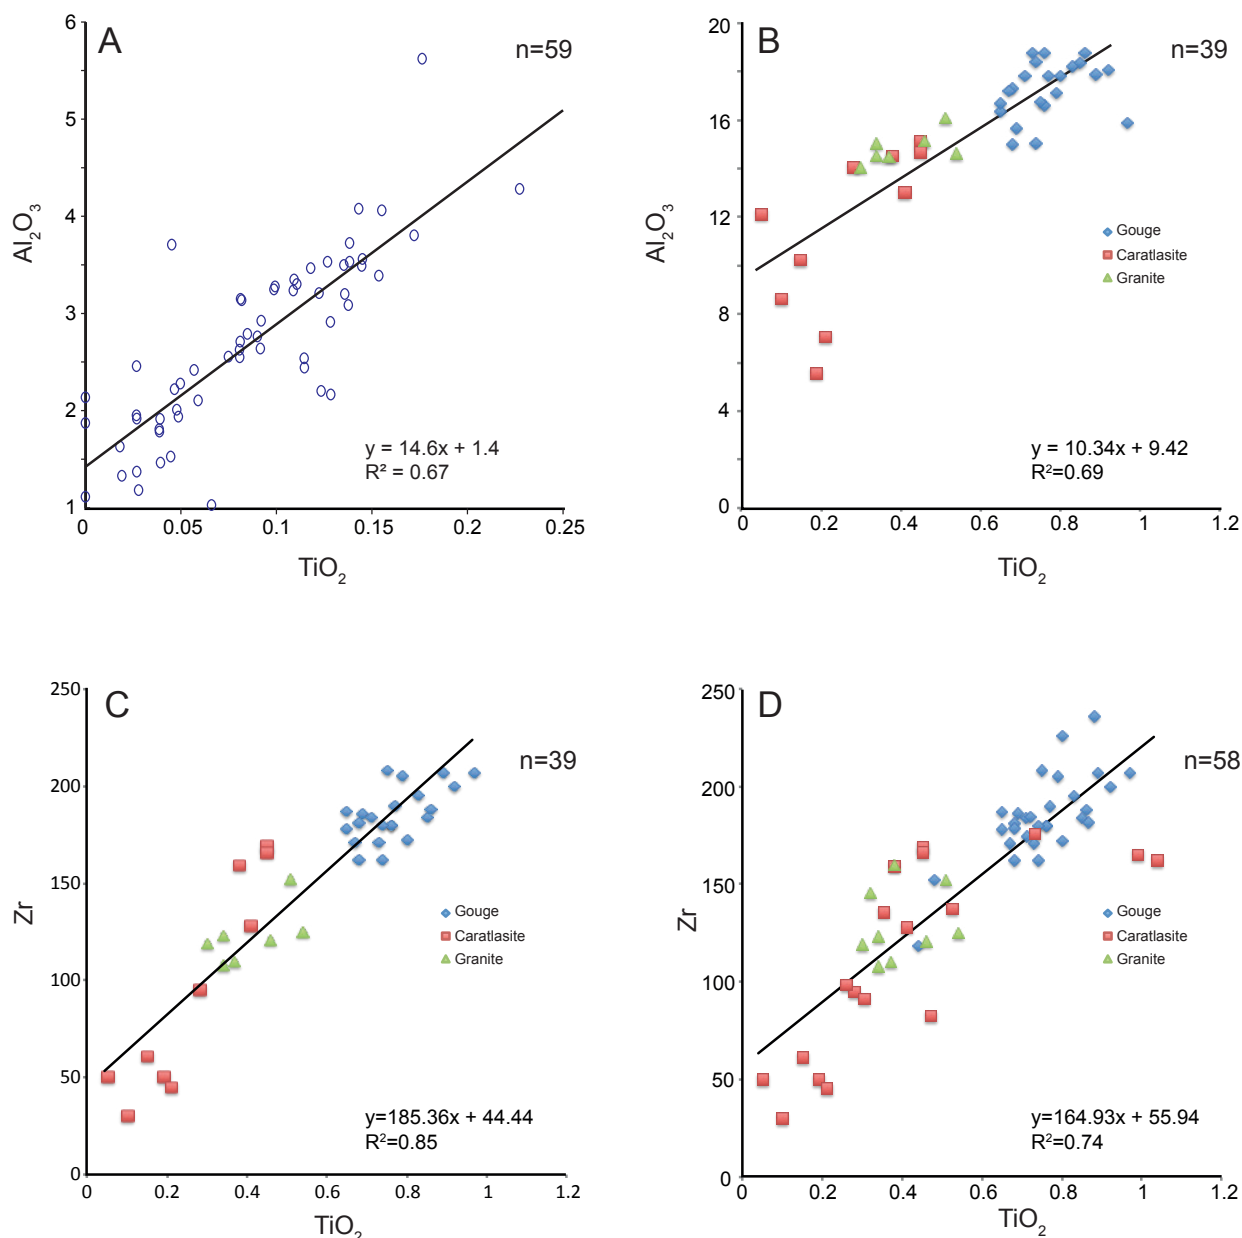 A
n=59
6
5
4
3
2
1
Al2O3
0
0.05
0.1
0.15
0.2
0.25
TiO2
y = 14.6x + 1.4
R² = 0.67
B
n=39
20
16
12
8
4
0
Al2O3
Gouge
Caratlasite
Granite
y = 10.34x + 9.42
R²=0.69
0
0.2
0.4
0.6
0.8
1
1.2
TiO2
C
n=39
250
200
150
100
50
0
Zr
Gouge
Caratlasite
Granite
y=185.36x + 44.44
R²=0.85
0
0.2
0.4
0.6
0.8
1
1.2
TiO2
D
n=58
250
200
150
100
50
0
Zr
Gouge
Caratlasite
Granite
y=164.93x + 55.94
R²=0.74
0
0.2
0.4
0.6
0.8
1
1.2
TiO2